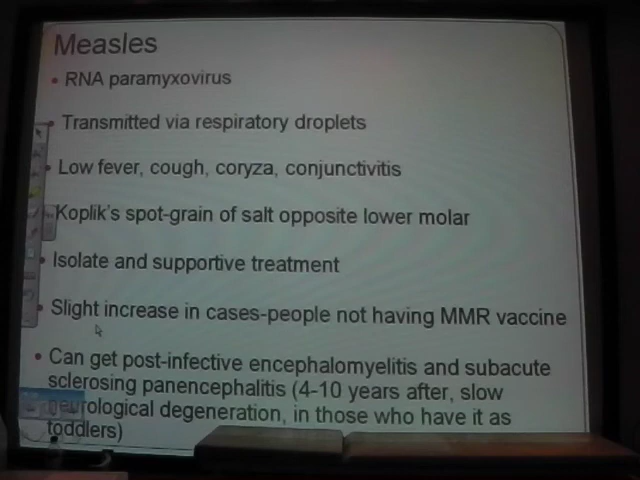 Measles
• RNA paramyxovirus
• Transmitted via respiratory droplets
• Low fever, cough, coryza, conjunctivitis
Koplik's spot-grain of salt opposite lower molar
• Isolate and supportive treatment
• Slight increase in cases-people not having MMR vaccine
• Can get post-infective encephalomyelitis and subacute
sclerosing panencephalitis (4-10 years after, slow
neurological degeneration, in those who have it as
toddlers)